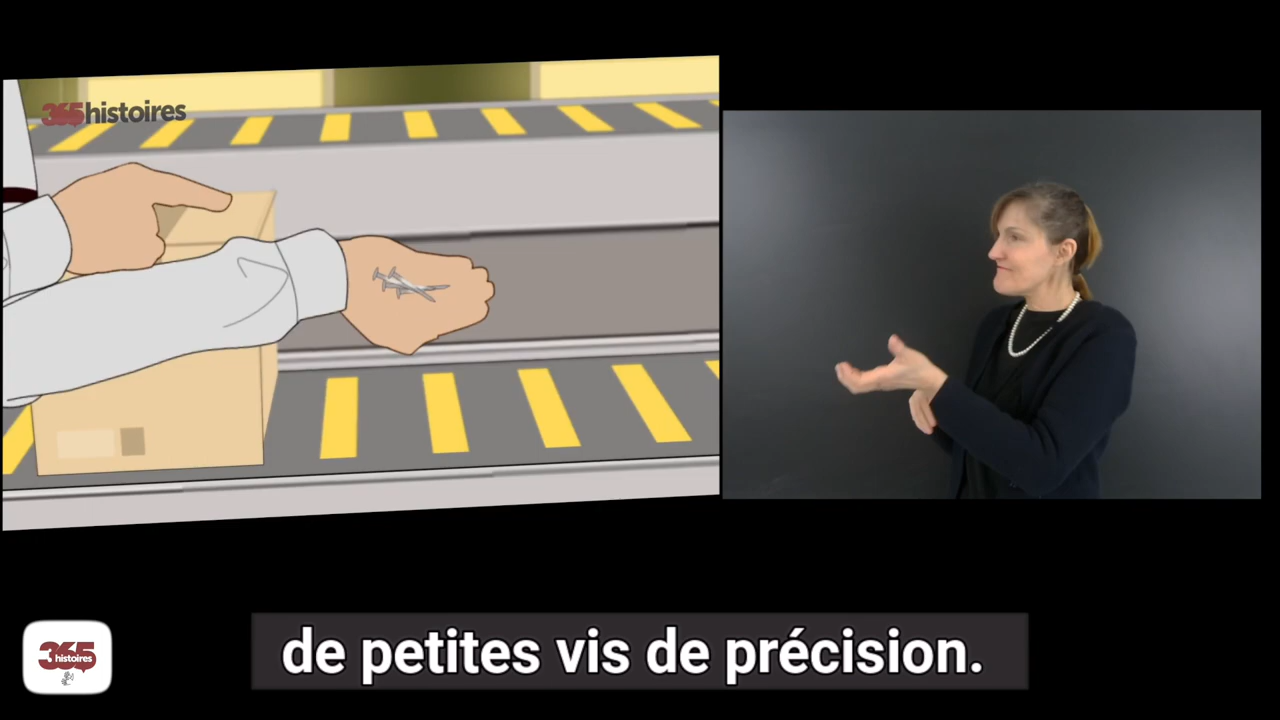 365histoires
365
histoires
de petites vis de précision.